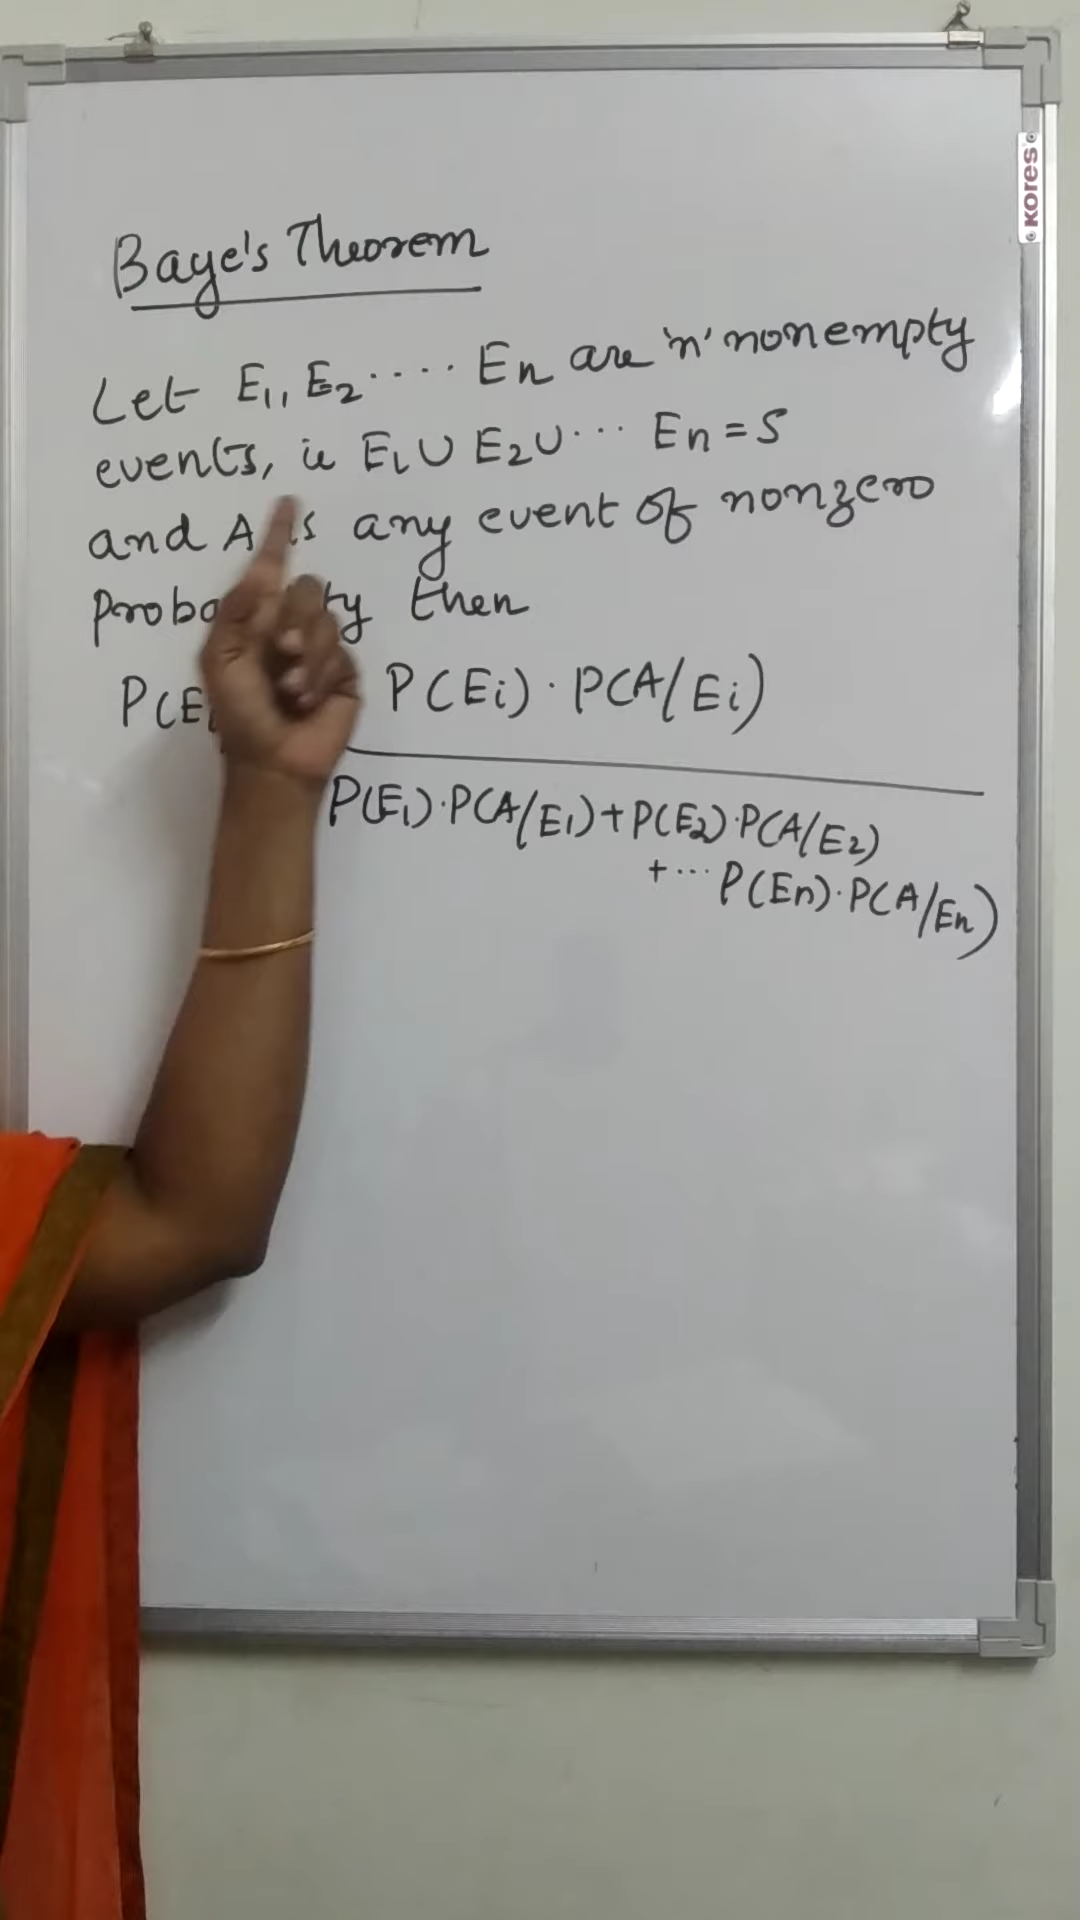 KORES
Baye's Theorem
Let E1, E2 .... En are 'n' nonempty
events, ie E1 ∪ E2 ∪ ... En = S
and A is any event of nonzero
then
P(Ei) · P(A/Ei)
P(E1)·P(A/E1)+P(E2)·P(A/E2)
+... P(En)·P(A/En)